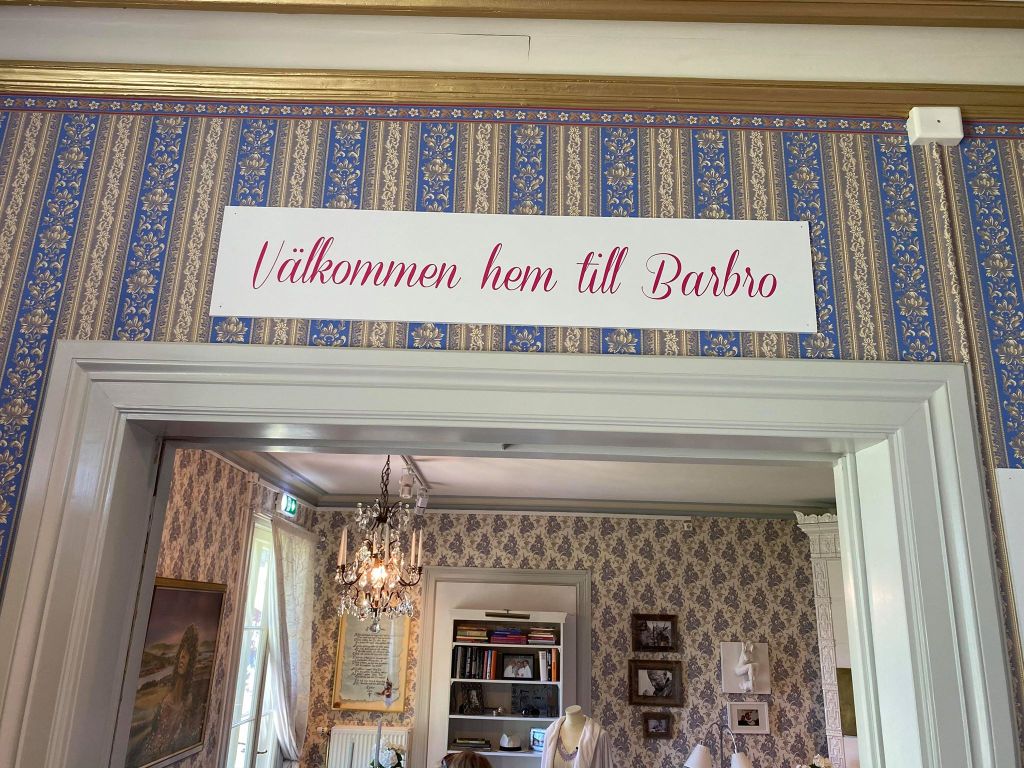 Välkommen hem till Barbro